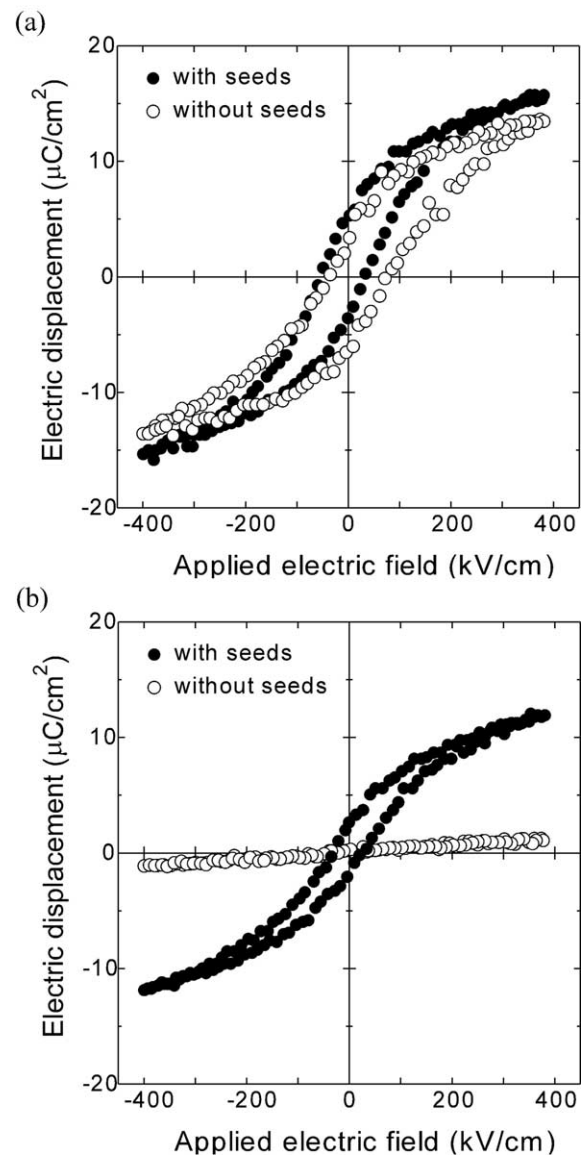 (a)
20
● with seeds
○ without seeds
10
0
-10
-20
-400 -200 0 200 400
Electric displacement (μC/cm²)
Applied electric field (kV/cm)
(b)
20
● with seeds
○ without seeds
10
0
-10
-20
-400 -200 0 200 400
Electric displacement (μC/cm²)
Applied electric field (kV/cm)